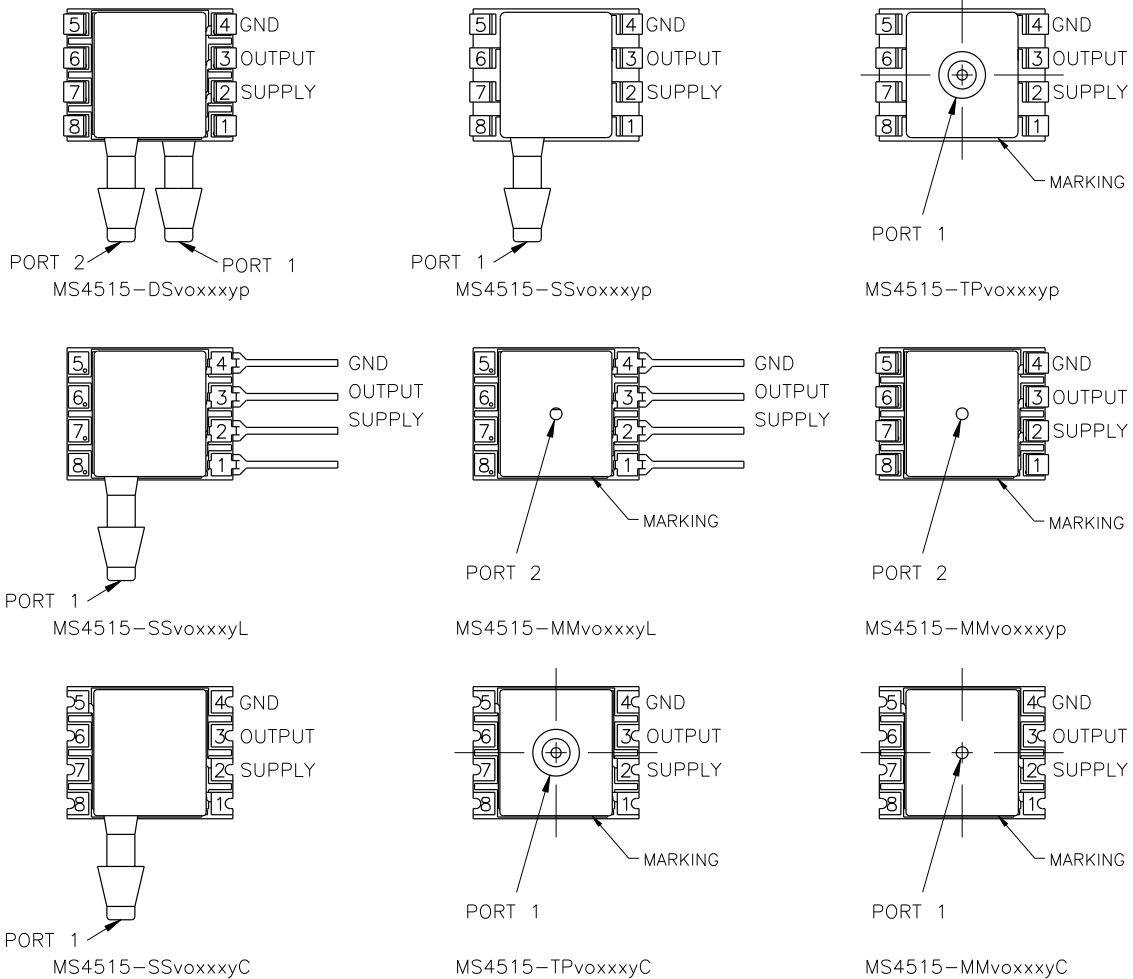 5 4 GND
6 3 OUTPUT
7 2 SUPPLY
8 1
PORT 2
PORT 1
MS4515-DSvoxxxyp
5 4 GND
6 3 OUTPUT
7 2 SUPPLY
8 1
PORT 1
MS4515-SSvoxxxyp
5 4 GND
6 3 OUTPUT
7 2 SUPPLY
8 1
MARKING
PORT 1
MS4515-TPvoxxxyp
5 4 GND
6 3 OUTPUT
7 2 SUPPLY
8 1
PORT 1
MS4515-SSvoxxxyL
5 4 GND
6 3 OUTPUT
7 2 SUPPLY
8 1
MARKING
PORT 2
MS4515-MMvoxxxyL
5 4 GND
6 3 OUTPUT
7 2 SUPPLY
8 1
MARKING
PORT 2
MS4515-MMvoxxxyp
5 4 GND
6 3 OUTPUT
7 2 SUPPLY
8 1
PORT 1
MS4515-SSvoxxxyC
5 4 GND
6 3 OUTPUT
7 2 SUPPLY
8 1
MARKING
PORT 1
MS4515-TPvoxxxyC
5 4 GND
6 3 OUTPUT
7 2 SUPPLY
8 1
MARKING
PORT 1
MS4515-MMvoxxxyC